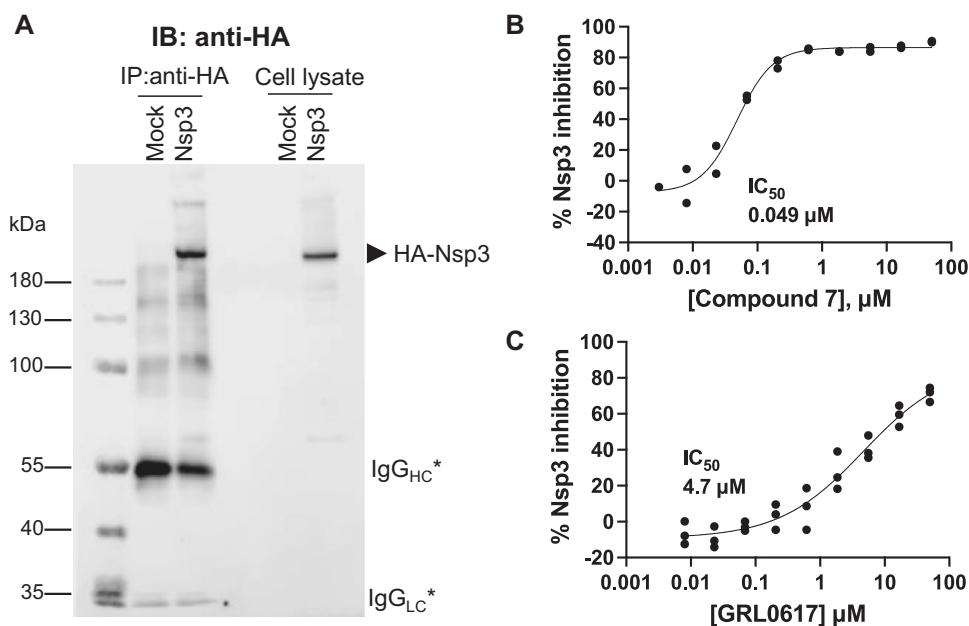 A
IB: anti-HA
IP:anti-HA Cell lysate
Mock Nsp3 Mock Nsp3
kDa
HA-Nsp3
180
130
100
55 IgG_HC*
40
35 IgG_LC*
B
% Nsp3 inhibition
100
80
60
40
20
0
-20
-40
IC50
0.049 µM
0.001 0.01 0.1 1 10 100
[Compound 7], µM
C
% Nsp3 inhibition
100
80
60
40
20
0
-20
IC50
4.7 µM
0.001 0.01 0.1 1 10 100
[GRL0617] µM